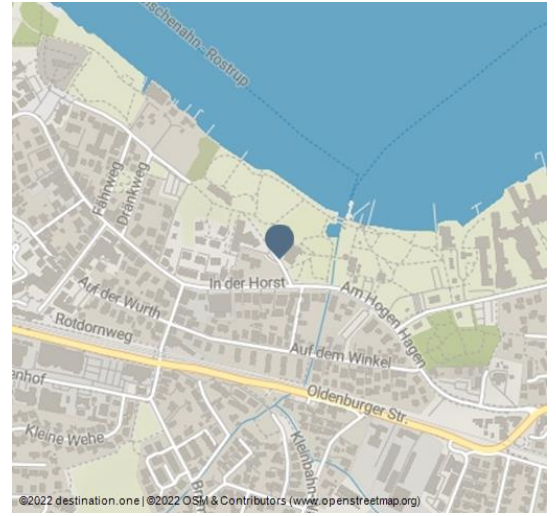 ischenahn - Rostrup
Fährweg
Dränkweg
In der Horst
Am Hogen Hagen
Auf der Wurth
Rotdornweg
Auf dem Winkel
enhof
Oldenburger Str.
Kleine Wehe
Kleinbahn
©2022 destination.one | ©2022 OSM & Contributors (www.openstreetmap.org)